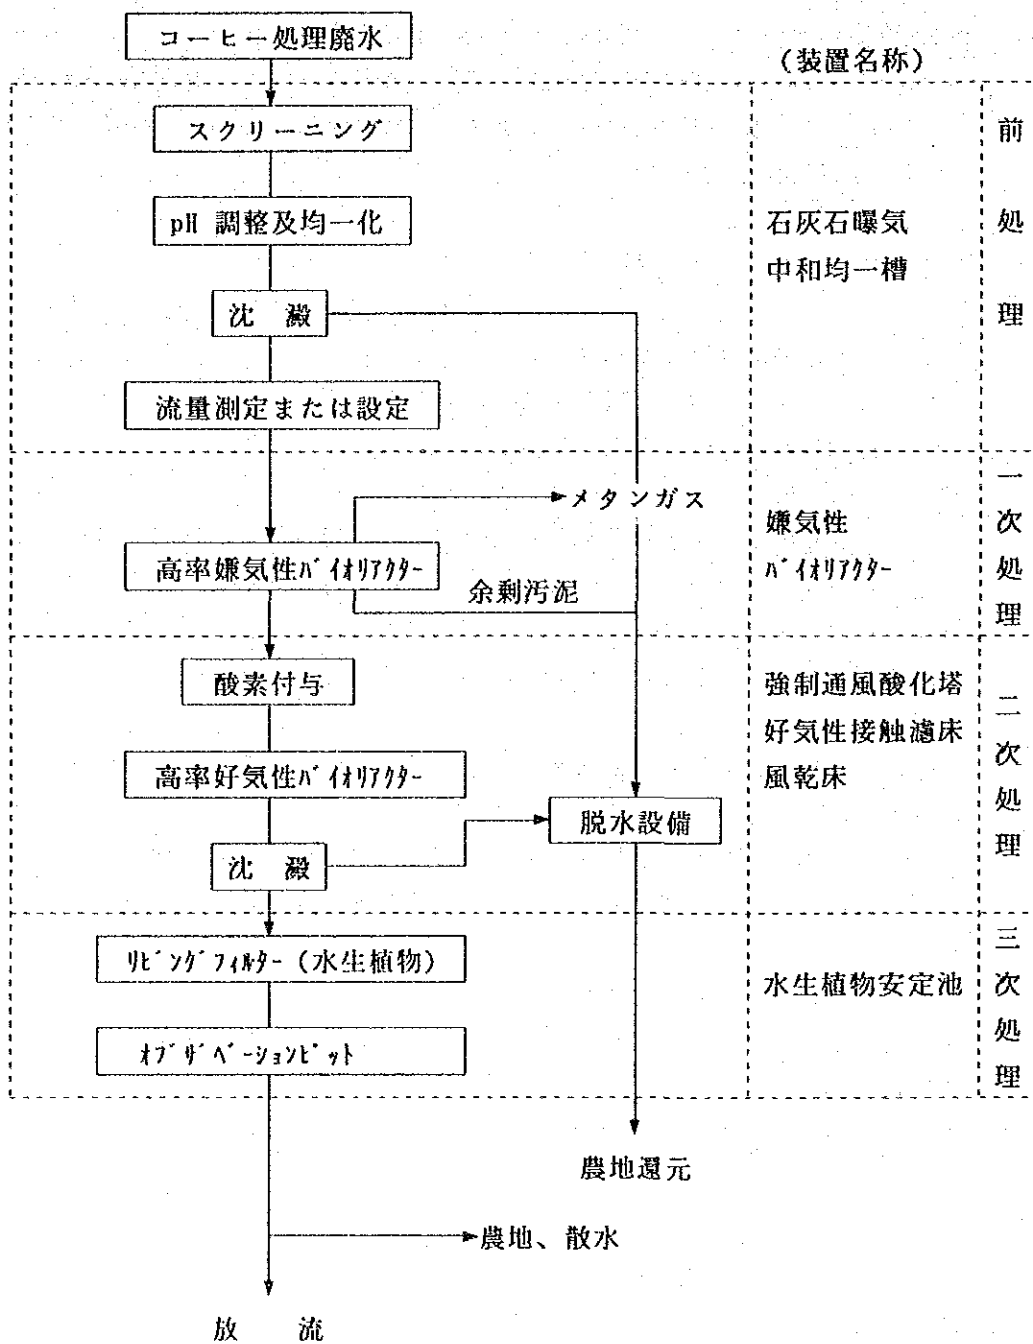 コーヒー処理廃水
(装置名称)
スクリーニング
pH 調整及均一化
沈 澱
流量測定または設定
石灰石曝気
中和均一槽
前処理
メタンガス
高率嫌気性バイオリアクター
余剰汚泥
嫌気性
バイオリアクター
一次処理
酸素付与
高率好気性バイオリアクター
沈 澱
脱水設備
強制通風酸化塔
好気性接触濾床
風乾床
二次処理
リビングフィルター(水生植物)
オブザベーションピット
水生植物安定池
三次処理
農地還元
農地、散水
放 流